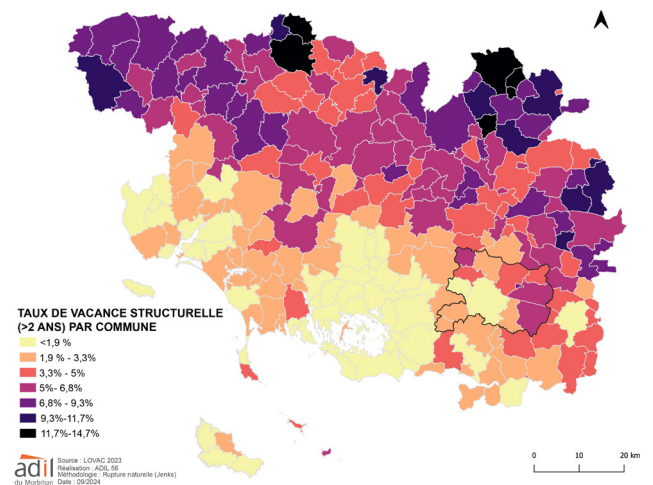 TAUX DE VACANCE STRUCTURELLE
(>2 ANS) PAR COMMUNE
<1,9 %
1,9 % - 3,3%
3,3% - 5%
5%- 6,8%
6,8% - 9,3%
9,3%-11,7%
11,7%-14,7%
adil
du Morbihan
Source : LOVAC 2023
Réalisation : ADIL 56
Méthodologie : Rupture naturelle (Jenks)
Date : 09/2024
0 10 20 km